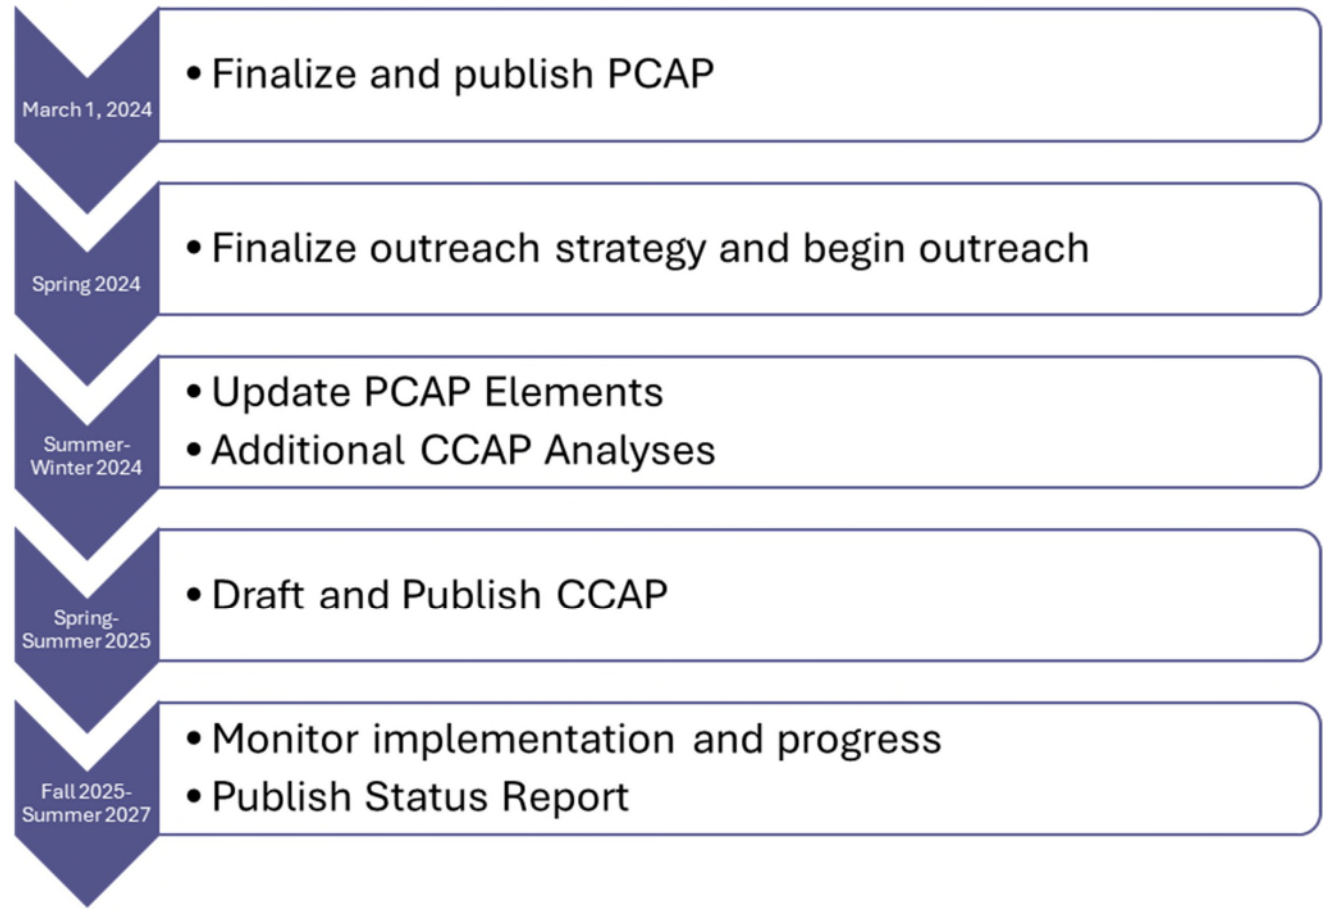 March 1, 2024
• Finalize and publish PCAP
Spring 2024
• Finalize outreach strategy and begin outreach
Summer-
Winter 2024
• Update PCAP Elements
• Additional CCAP Analyses
Spring-
Summer 2025
• Draft and Publish CCAP
Fall 2025-
Summer 2027
• Monitor implementation and progress
• Publish Status Report